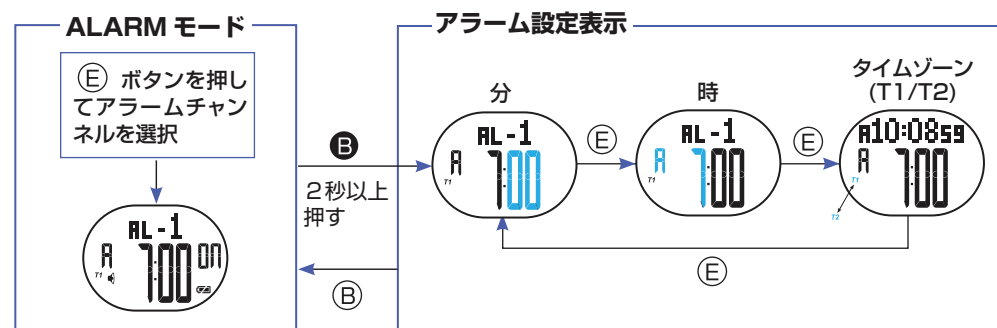 ALARM モード
Ⓔ ボタンを押し
てアラームチャン
ネルを選択
AL-1
A 7:00 ON
T1
🅑
2秒以上
押す
Ⓑ
アラーム設定表示
分
AL-1
A 7:00
T1
Ⓔ
時
AL-1
A 7:00
T1
Ⓔ
タイムゾーン
(T1/T2)
A10:08 59
A 7:00
T1
T2
Ⓔ